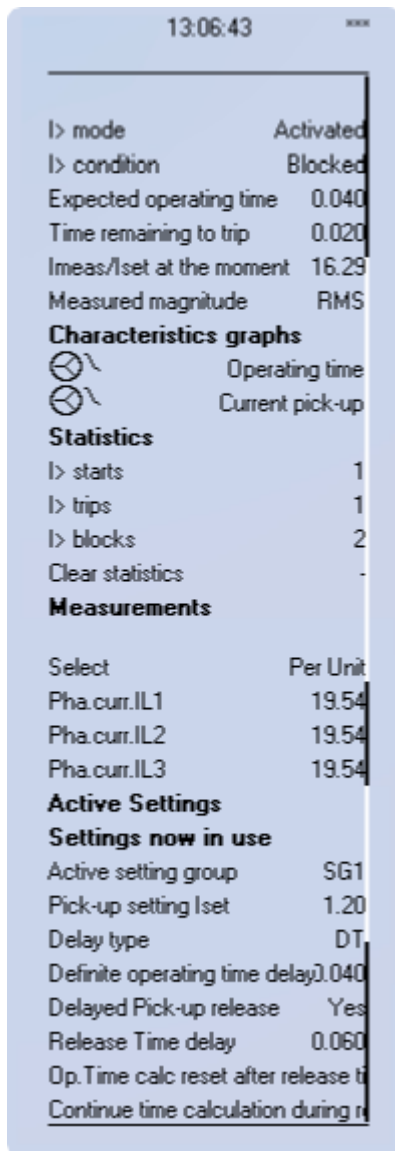 13:06:43
I> mode Activated
I> condition Blocked
Expected operating time 0.040
Time remaining to trip 0.020
Imeas/Iset at the moment 16.29
Measured magnitude RMS
Characteristics graphs
Operating time
Current pick-up
Statistics
I> starts 1
I> trips 1
I> blocks 2
Clear statistics -
Measurements
Select Per Unit
Pha.curr.IL1 19.54
Pha.curr.IL2 19.54
Pha.curr.IL3 19.54
Active Settings
Settings now in use
Active setting group SG1
Pick-up setting Iset 1.20
Delay type DT
Definite operating time delay 0.040
Delayed Pick-up release Yes
Release Time delay 0.060
Op.Time calc reset after release ti
Continue time calculation during re